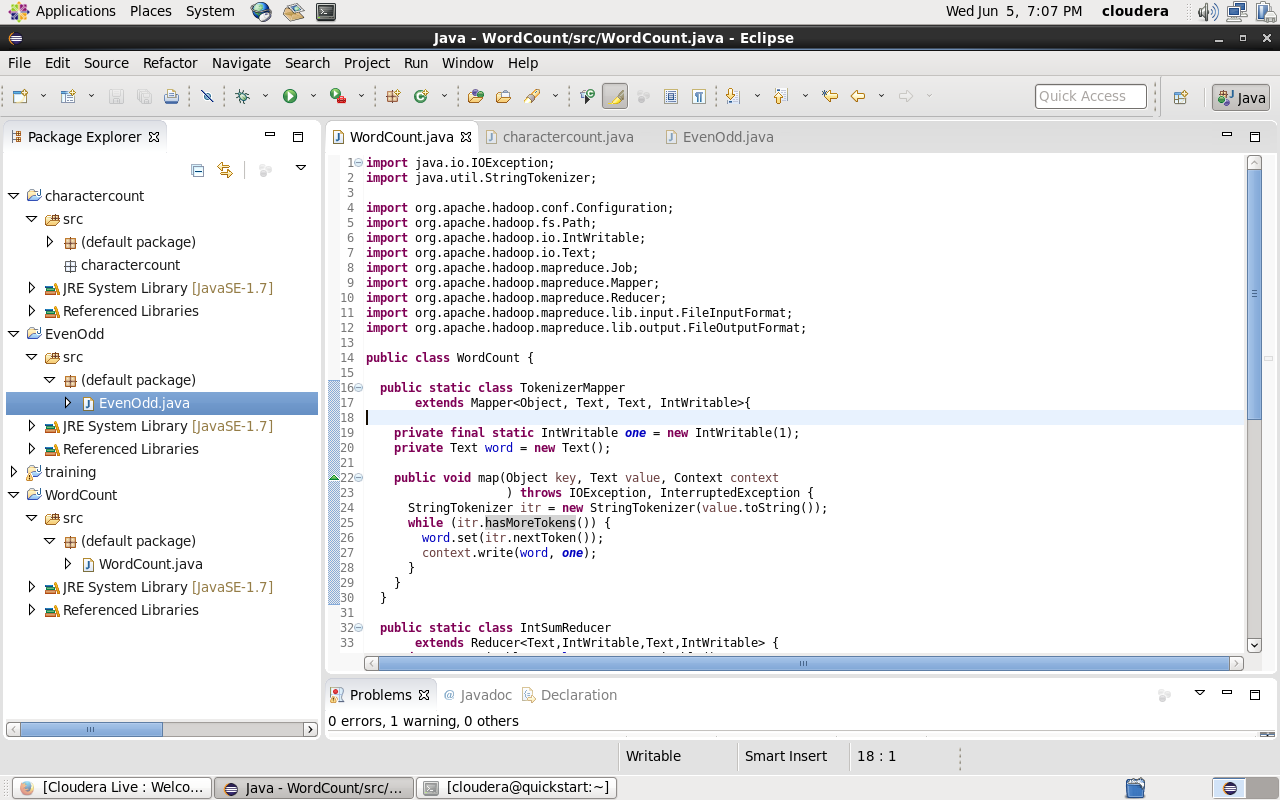 Applications Places System Wed Jun 5, 7:07 PM cloudera
Java - WordCount/src/WordCount.java - Eclipse
File Edit Source Refactor Navigate Search Project Run Window Help
Quick Access Java
Package Explorer
charactercount
src
(default package)
charactercount
JRE System Library [JavaSE-1.7]
Referenced Libraries
EvenOdd
src
(default package)
EvenOdd.java
JRE System Library [JavaSE-1.7]
Referenced Libraries
training
WordCount
src
(default package)
WordCount.java
JRE System Library [JavaSE-1.7]
Referenced Libraries
WordCount.java charactercount.java EvenOdd.java
1 import java.io.IOException;
2 import java.util.StringTokenizer;
3
4 import org.apache.hadoop.conf.Configuration;
5 import org.apache.hadoop.fs.Path;
6 import org.apache.hadoop.io.IntWritable;
7 import org.apache.hadoop.io.Text;
8 import org.apache.hadoop.mapreduce.Job;
9 import org.apache.hadoop.mapreduce.Mapper;
10 import org.apache.hadoop.mapreduce.Reducer;
11 import org.apache.hadoop.mapreduce.lib.input.FileInputFormat;
12 import org.apache.hadoop.mapreduce.lib.output.FileOutputFormat;
13
14 public class WordCount {
15
16 public static class TokenizerMapper
17 extends Mapper<Object, Text, Text, IntWritable>{
18
19 private final static IntWritable one = new IntWritable(1);
20 private Text word = new Text();
21
22 public void map(Object key, Text value, Context context
23 ) throws IOException, InterruptedException {
24 StringTokenizer itr = new StringTokenizer(value.toString());
25 while (itr.hasMoreTokens()) {
26 word.set(itr.nextToken());
27 context.write(word, one);
28 }
29 }
30 }
31
32 public static class IntSumReducer
33 extends Reducer<Text,IntWritable,Text,IntWritable> {
Problems Javadoc Declaration
0 errors, 1 warning, 0 others
Writable Smart Insert 18 : 1
[Cloudera Live : Welco... Java - WordCount/src/... [cloudera@quickstart:~]